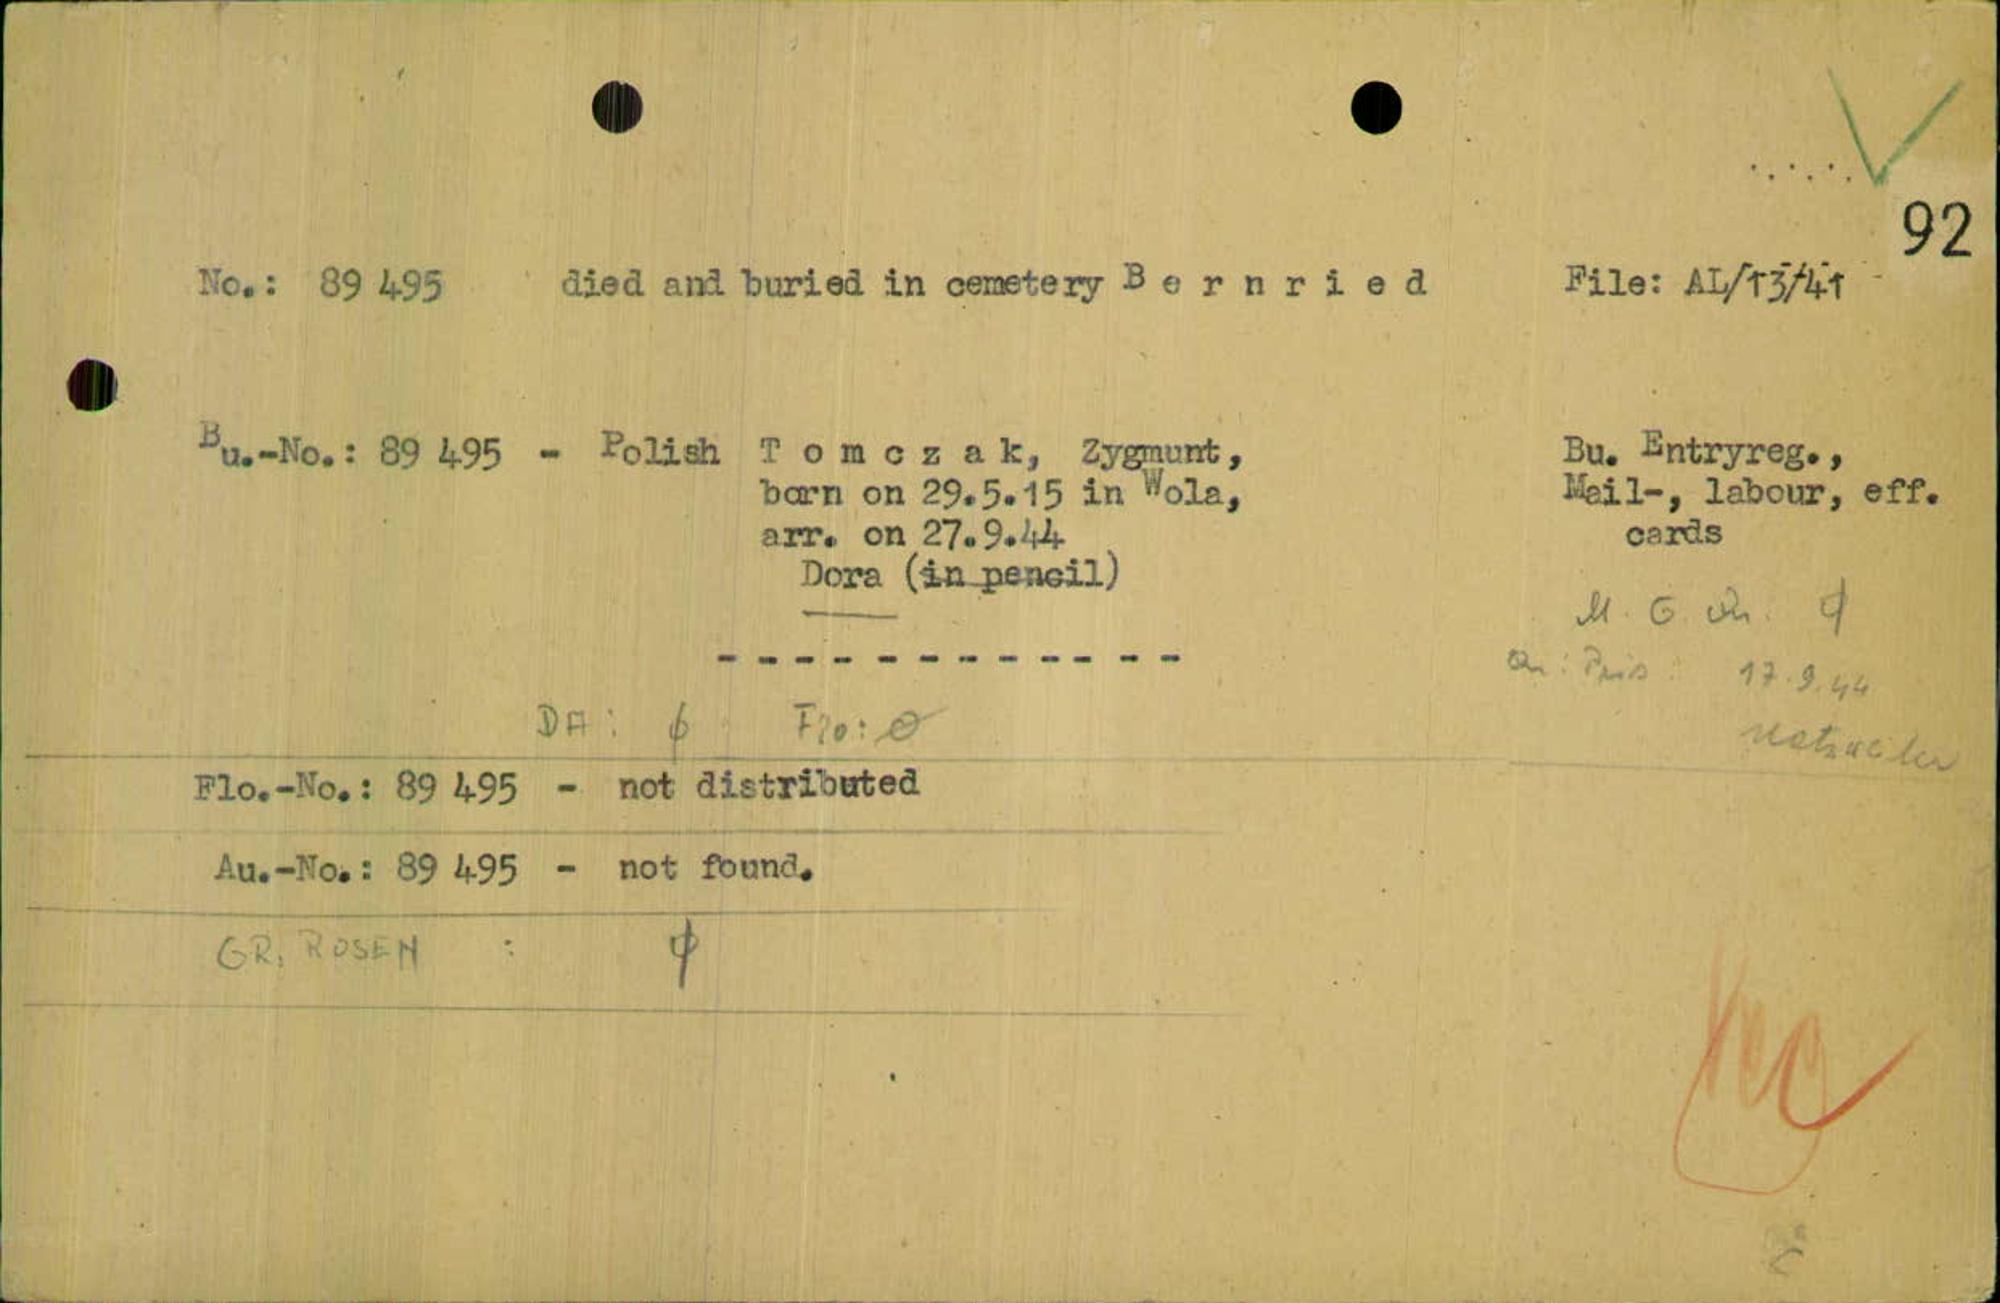 92
No.: 89 495 died and buried in cemetery B e r n r i e d File: AL/13/41
Bu.-No.: 89 495 - Polish T o m c z a k, Zygmunt, Bu. Entryreg.,
born on 29.5.15 in Wola, Mail-, labour, eff.
arr. on 27.9.44 cards
Dora (in pencil)
M. G.
17.9.44
Natzweiler
DA: ϕ Flo: ∅
Flo.-No.: 89 495 - not distributed
Au.-No.: 89 495 - not found.
GR. ROSEN : ϕ